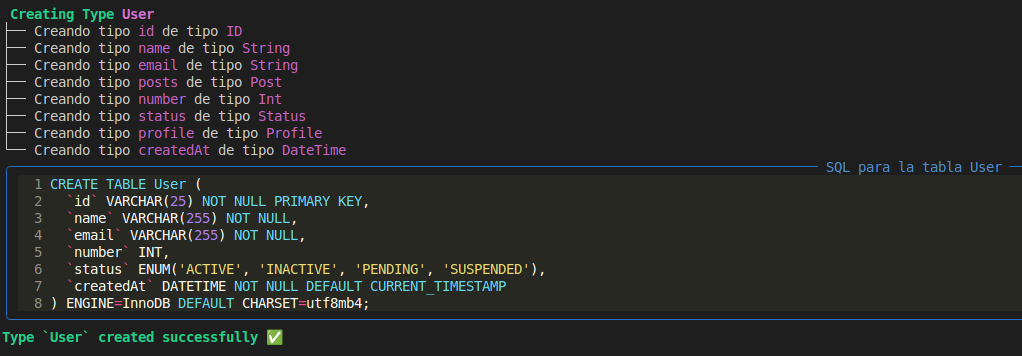 Creating Type User
Creando tipo id de tipo ID
Creando tipo name de tipo String
Creando tipo email de tipo String
Creando tipo posts de tipo Post
Creando tipo number de tipo Int
Creando tipo status de tipo Status
Creando tipo profile de tipo Profile
Creando tipo createdAt de tipo DateTime
SQL para la tabla User
1 CREATE TABLE User (
2   `id` VARCHAR(25) NOT NULL PRIMARY KEY,
3   `name` VARCHAR(255) NOT NULL,
4   `email` VARCHAR(255) NOT NULL,
5   `number` INT,
6   `status` ENUM('ACTIVE', 'INACTIVE', 'PENDING', 'SUSPENDED'),
7   `createdAt` DATETIME NOT NULL DEFAULT CURRENT_TIMESTAMP
8 ) ENGINE=InnoDB DEFAULT CHARSET=utf8mb4;
Type `User` created successfully ✅